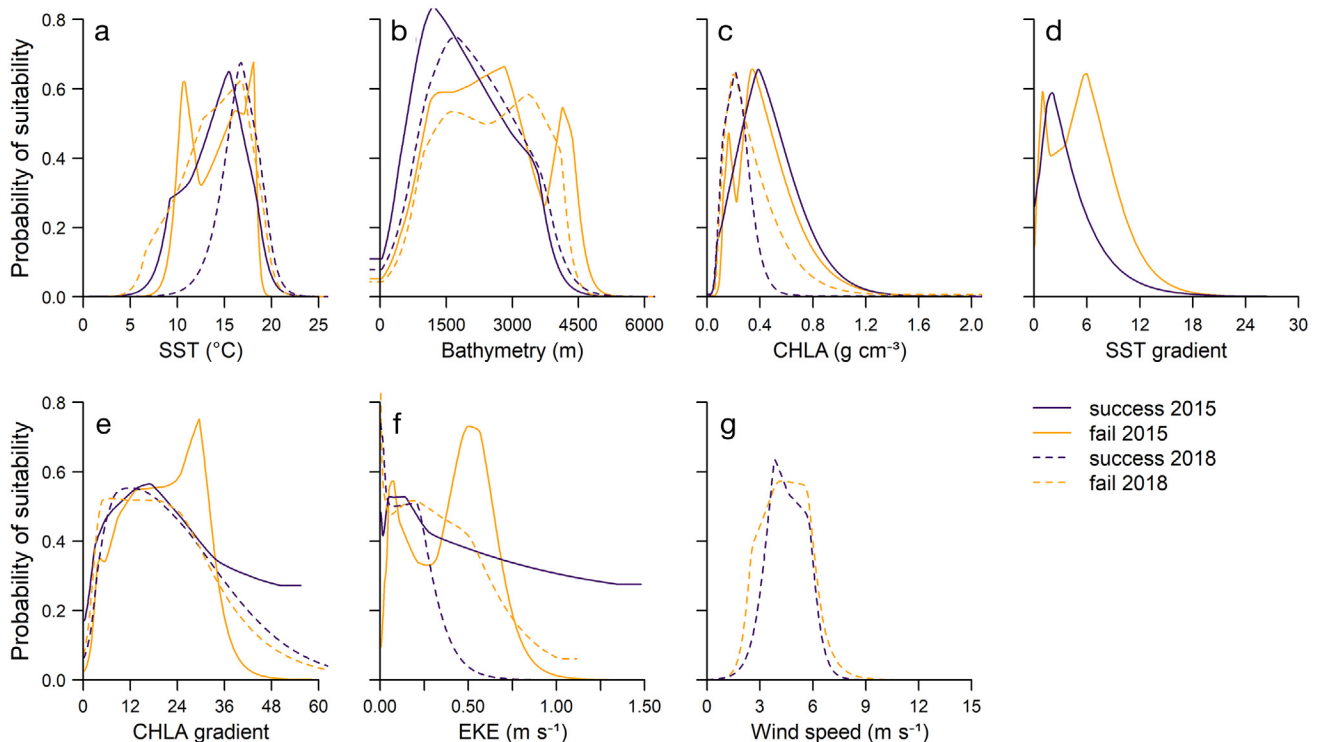 a
b
c
d
Probability of suitability
0.8
0.6
0.4
0.2
0.0
0 5 10 15 20 25
SST (°C)
0 1500 3000 4500 6000
Bathymetry (m)
0.0 0.4 0.8 1.2 1.6 2.0
CHLA (g cm⁻³)
0 6 12 18 24 30
SST gradient
e
f
g
Probability of suitability
0.8
0.6
0.4
0.2
0.0
0 12 24 36 48 60
CHLA gradient
0.00 0.50 1.00 1.50
EKE (m s⁻¹)
0 3 6 9 12 15
Wind speed (m s⁻¹)
success 2015
fail 2015
success 2018
fail 2018